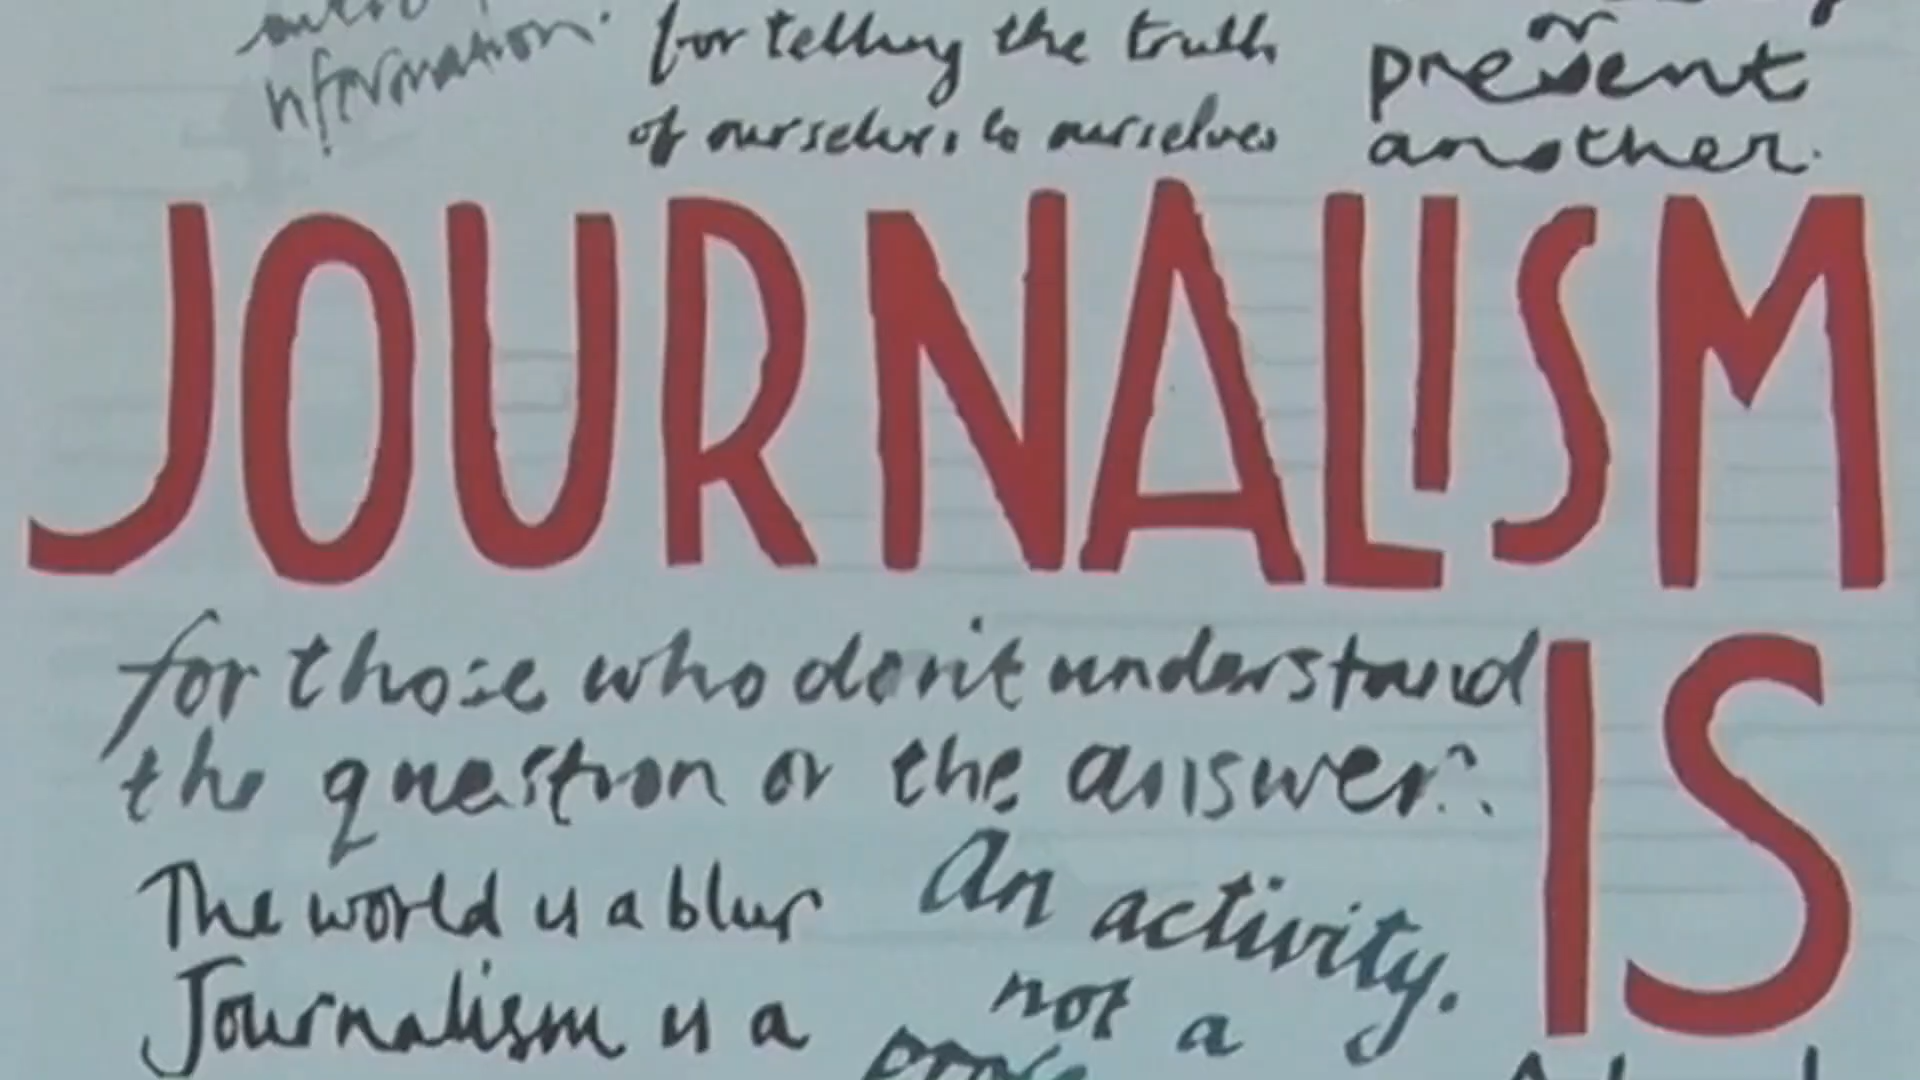 information.
for telling the truth
of ourselves to ourselves
or
present
another.
JOURNALISM
IS
for those who don't understand
the question or the answer.
The world is a blur
Journalism is a
An activity.
not a